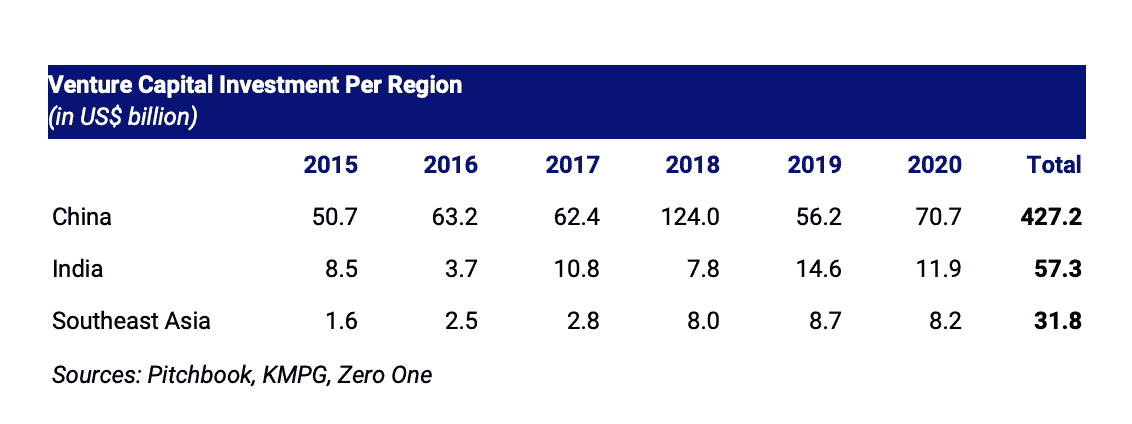 Venture Capital Investment Per Region
(in US$ billion)
2015 2016 2017 2018 2019 2020 Total
China 50.7 63.2 62.4 124.0 56.2 70.7 427.2
India 8.5 3.7 10.8 7.8 14.6 11.9 57.3
Southeast Asia 1.6 2.5 2.8 8.0 8.7 8.2 31.8
Sources: Pitchbook, KMPG, Zero One